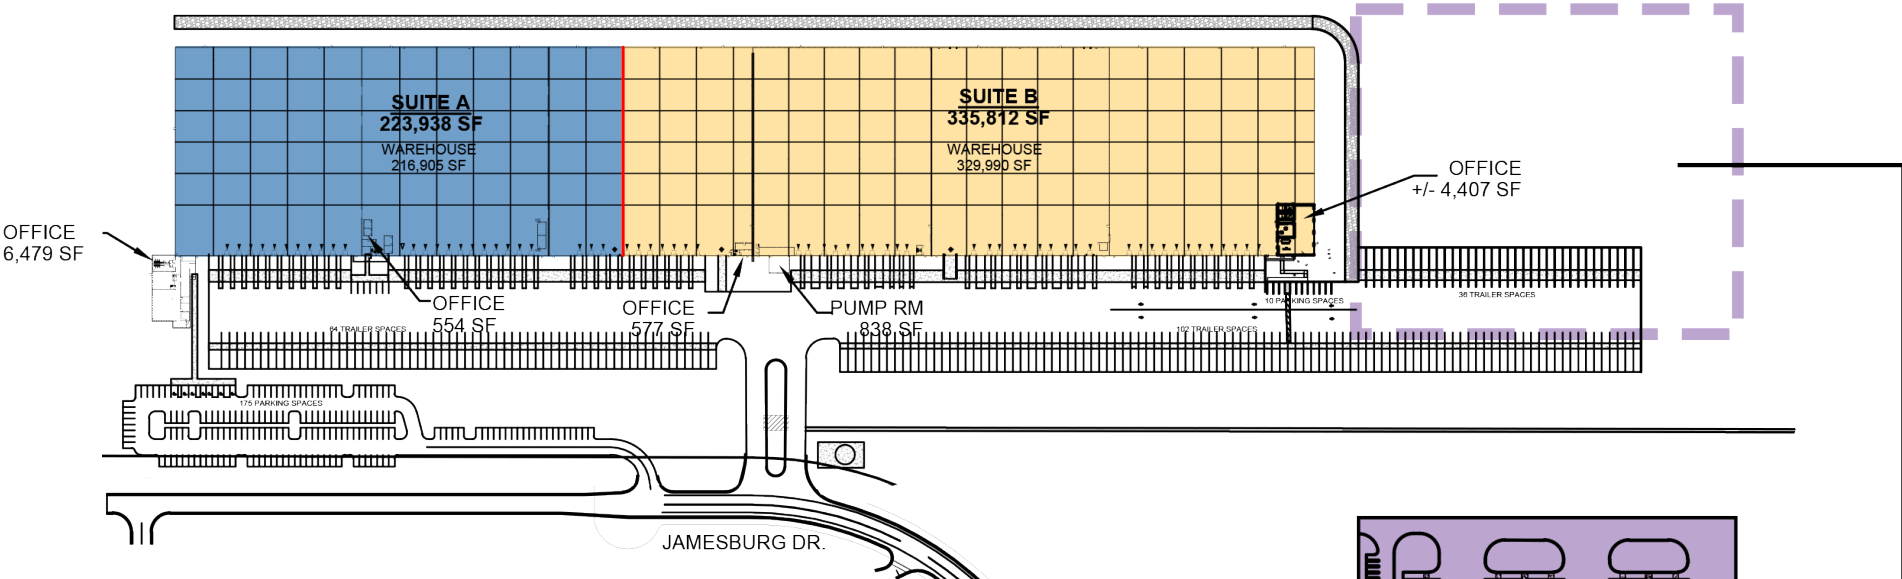 SUITE A
223,938 SF
WAREHOUSE
216,905 SF
SUITE B
335,812 SF
WAREHOUSE
329,990 SF
OFFICE
+/- 4,407 SF
OFFICE
6,479 SF
OFFICE
554 SF
OFFICE
577 SF
PUMP RM
838 SF
10 PARKING SPACES
36 TRAILER SPACES
64 TRAILER SPACES
102 TRAILER SPACES
175 PARKING SPACES
JAMESBURG DR.